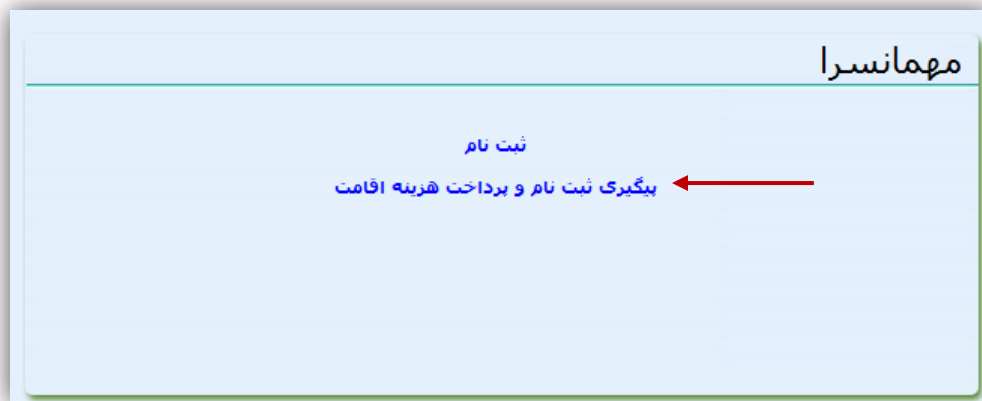 مهمانسرا
ثبت نام
پیگیری ثبت نام و پرداخت هزینه اقامت